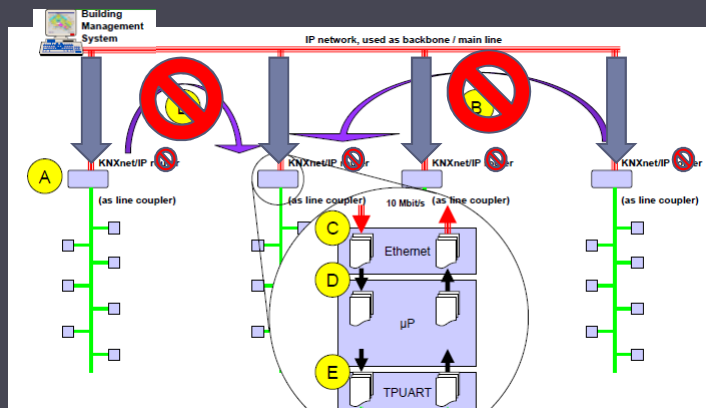 Building
Management
System
IP network, used as backbone / main line
B
KNXnet/IP
KNXnet/IP
KNXnet/IP
KNXnet/IP
A
(as line coupler)
(as line coupler)
10 Mbit/s
(as line coupler)
(as line coupler)
C
Ethernet
D
µP
E
TPUART